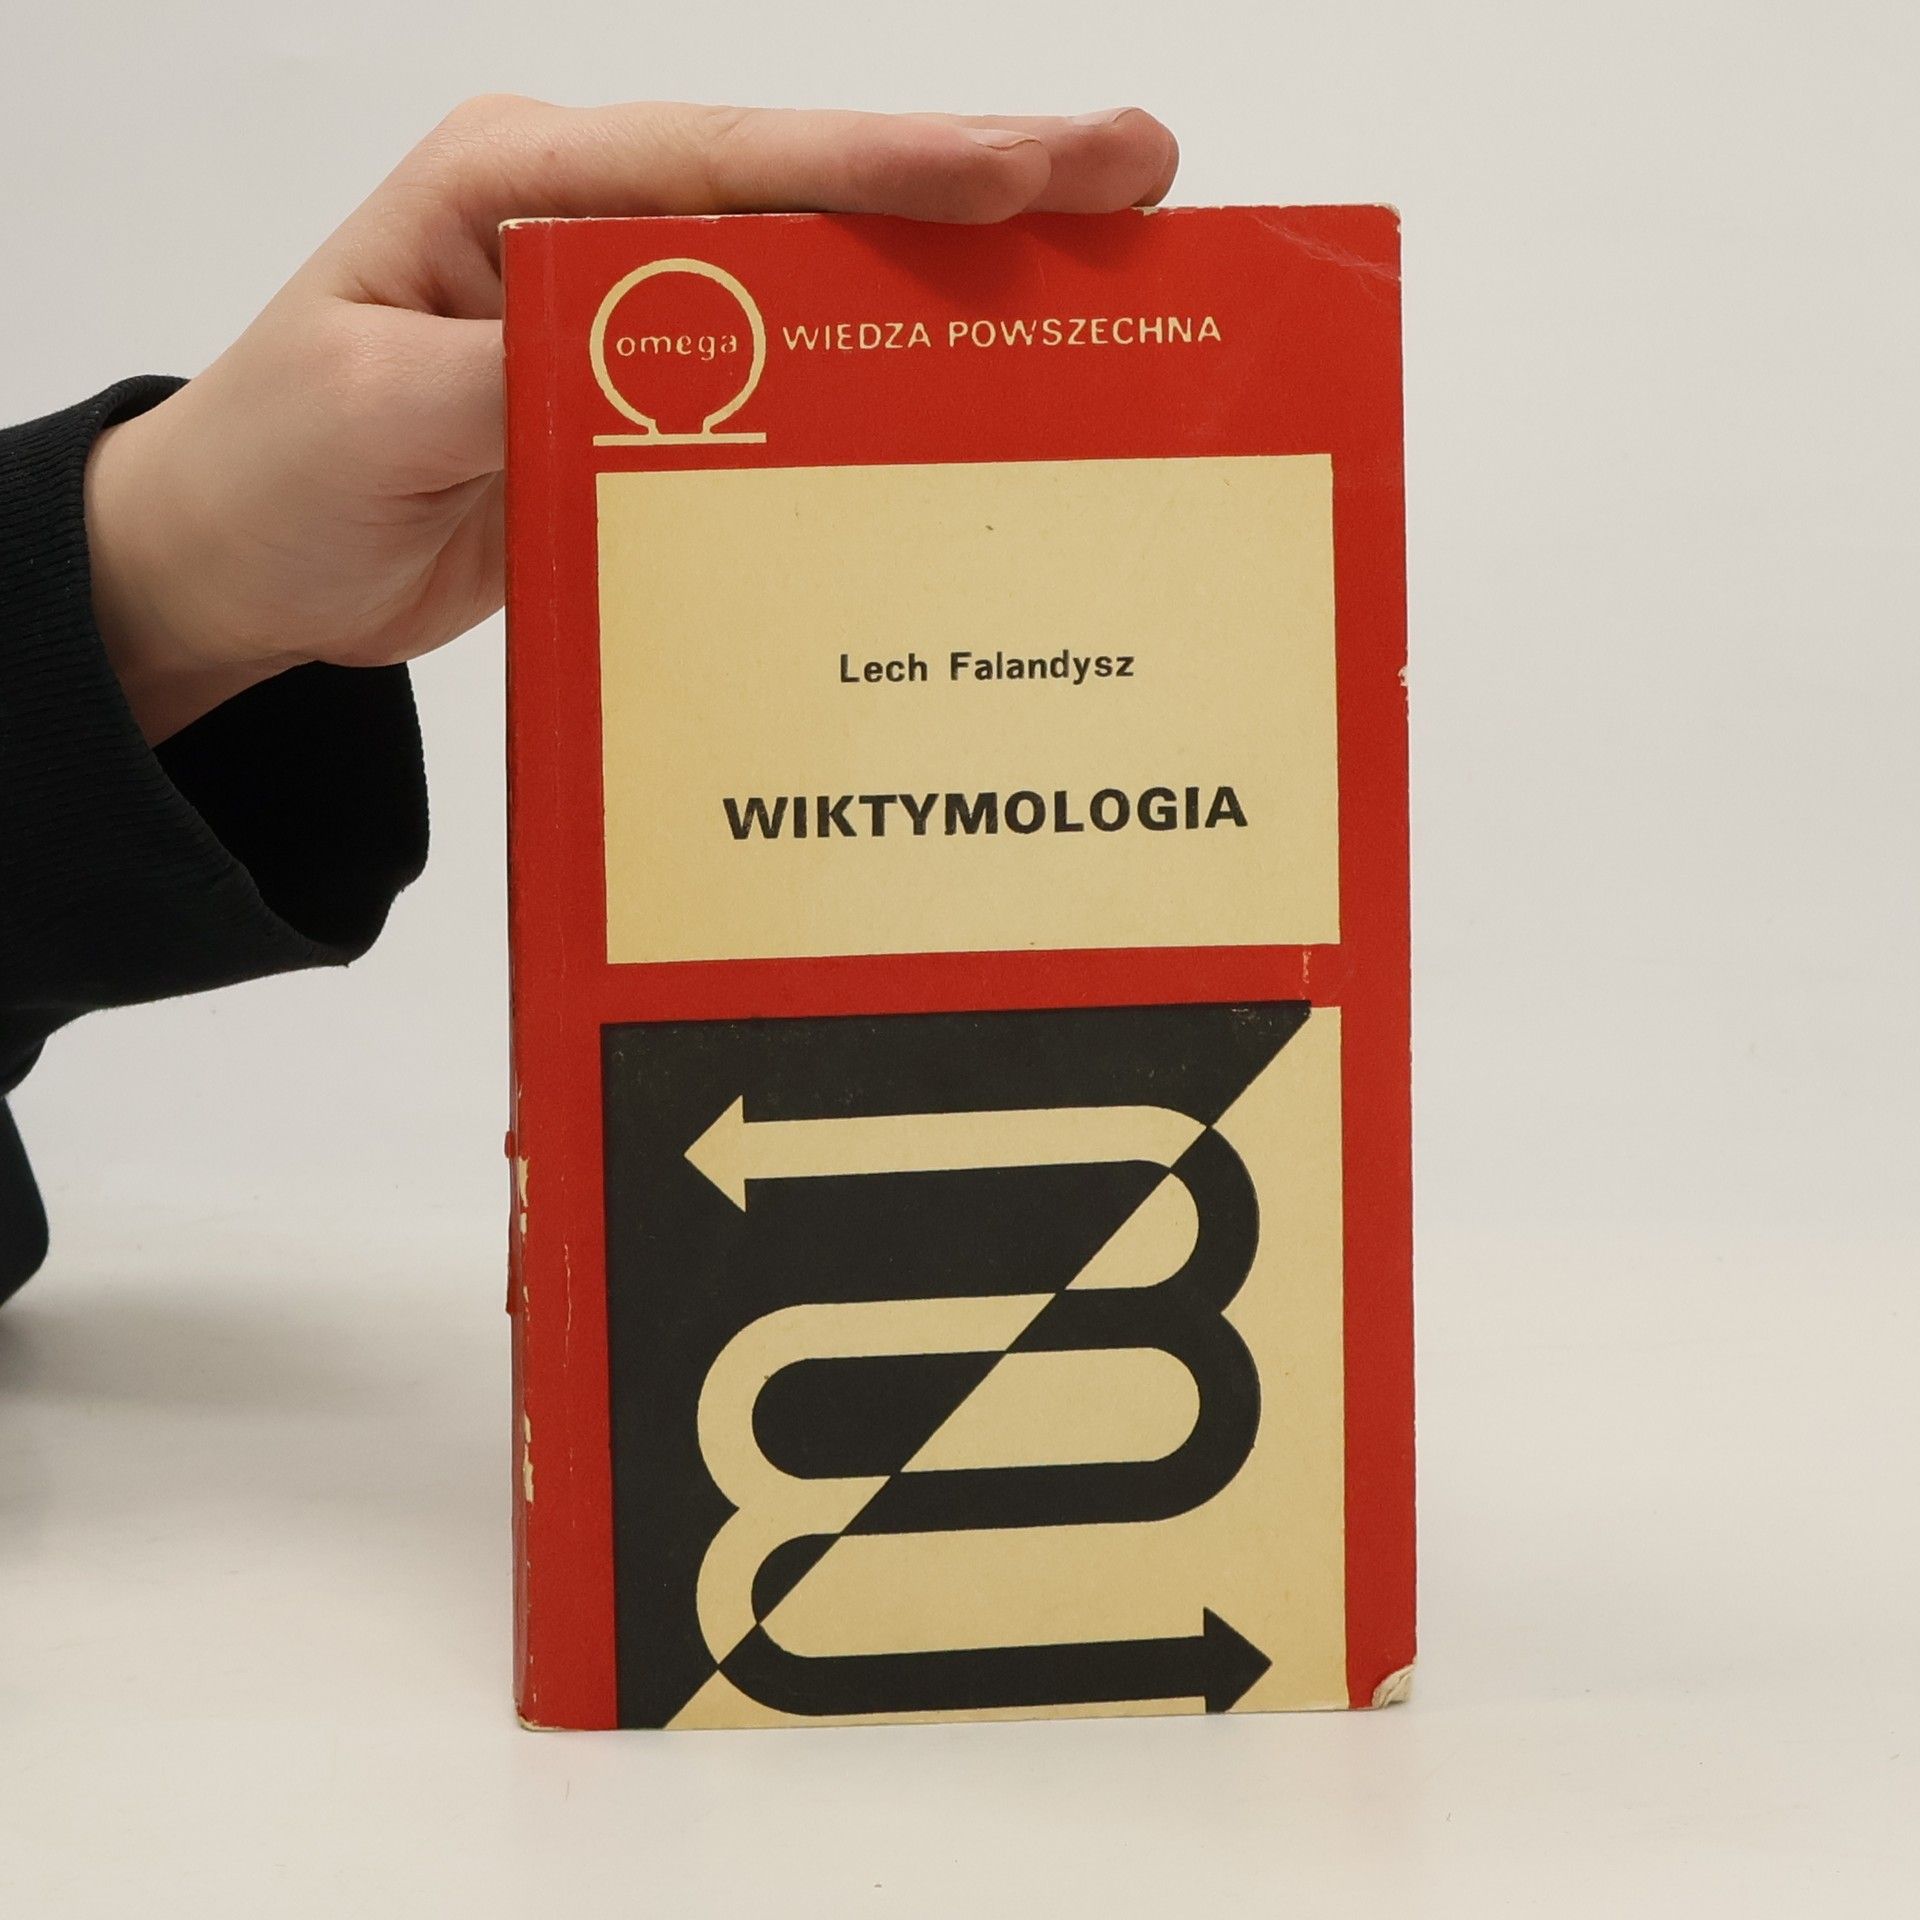 omega
WIEDZA POWSZECHNA
Lech Falandysz
WIKTYMOLOGIA